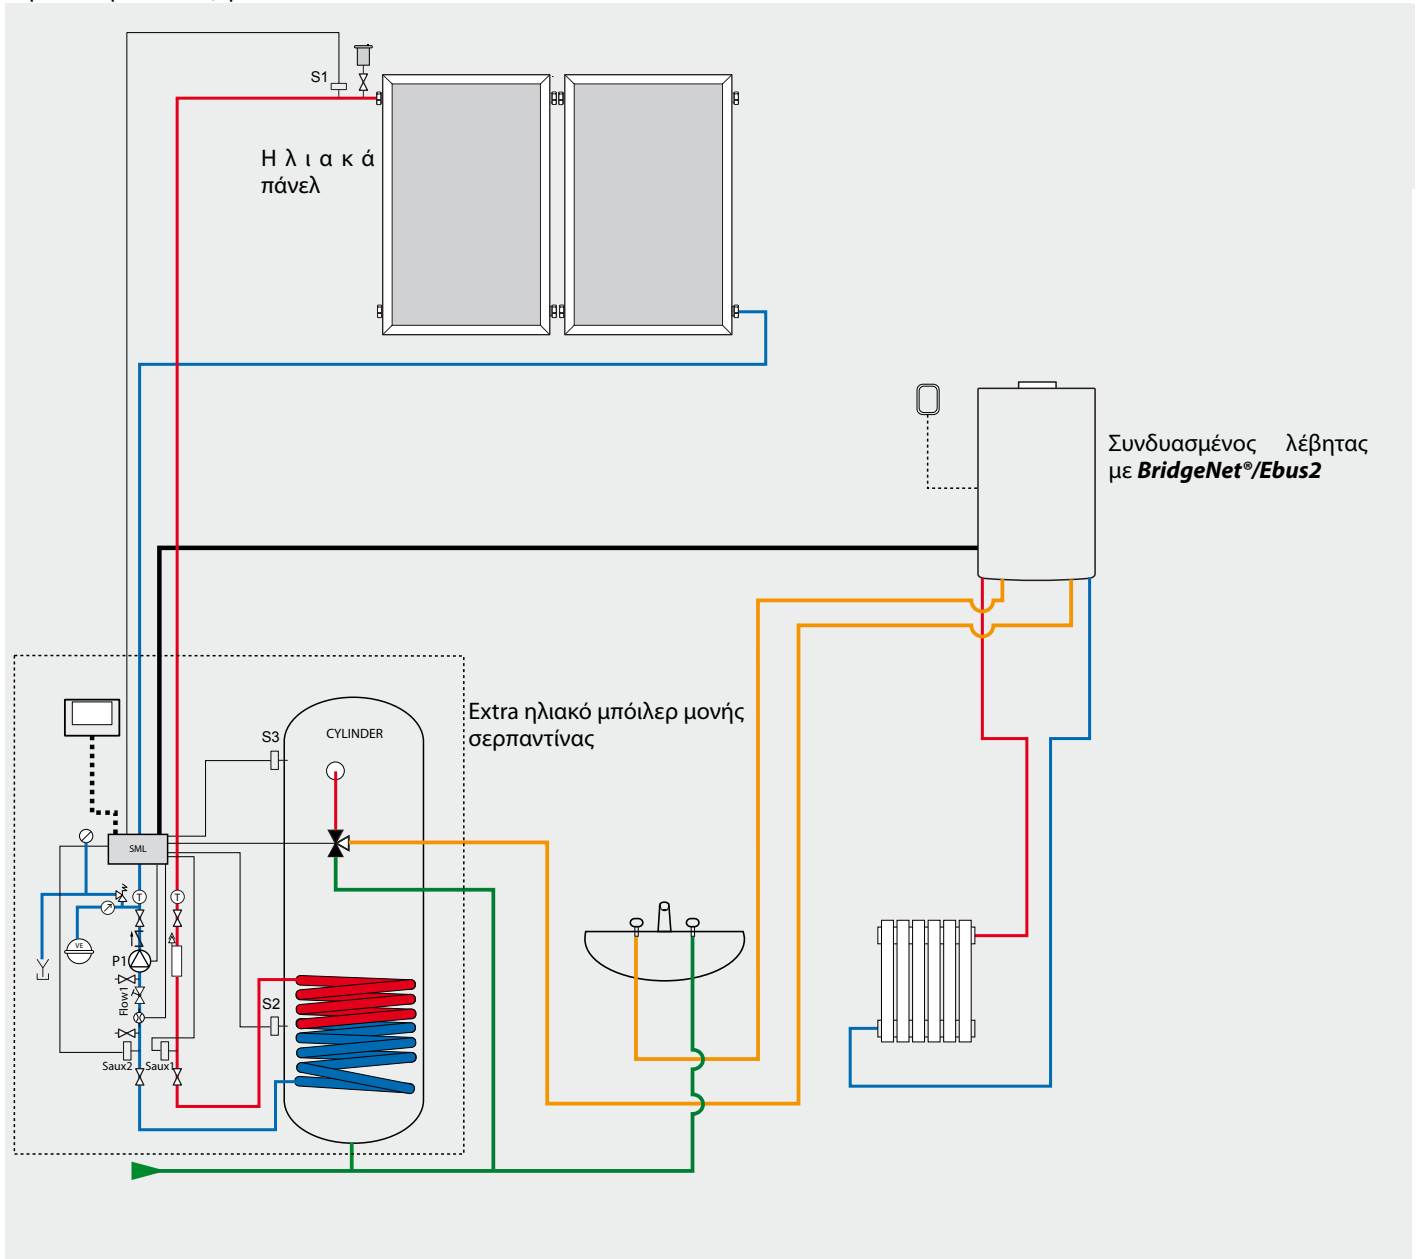 S1
Η λ ι α κ ά
πάνελ
Συνδυασμένος λέβητας
με BridgeNet®/Ebus2
Extra ηλιακό μπόιλερ μονής
σερπαντίνας
S3
CYLINDER
SML
T
T
VE
P1
Flow1
S2
Saux2
Saux1